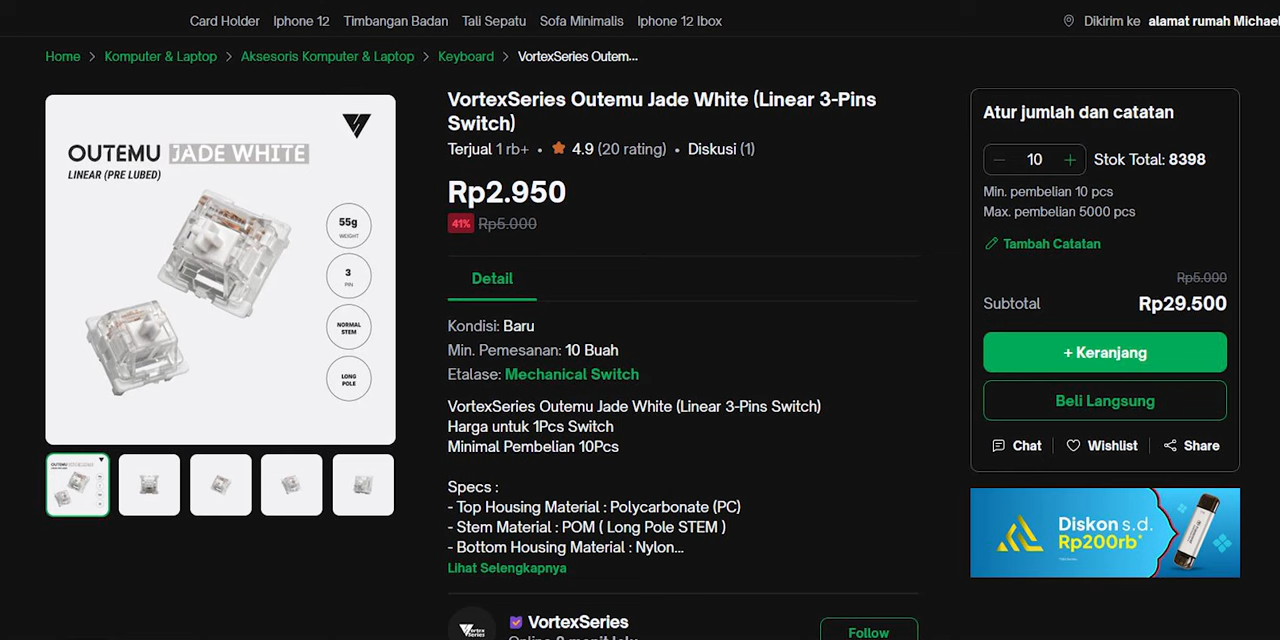 Card Holder Iphone 12 Timbangan Badan Tali Sepatu Sofa Minimalis Iphone 12 Ibox
Dikirim ke alamat rumah Michael
Home > Komputer & Laptop > Aksesoris Komputer & Laptop > Keyboard > VortexSeries Outem...
OUTEMU JADE WHITE
LINEAR (PRE LUBED)
55g
WEIGHT
3
PIN
NORMAL
STEM
LONG
POLE
VortexSeries Outemu Jade White (Linear 3-Pins
Switch)
Terjual 1 rb+ • 4.9 (20 rating) • Diskusi (1)
Rp2.950
41% Rp5.000
Detail
Kondisi: Baru
Min. Pemesanan: 10 Buah
Etalase: Mechanical Switch
VortexSeries Outemu Jade White (Linear 3-Pins Switch)
Harga untuk 1Pcs Switch
Minimal Pembelian 10Pcs
Specs :
- Top Housing Material : Polycarbonate (PC)
- Stem Material : POM ( Long Pole STEM )
- Bottom Housing Material : Nylon...
Lihat Selengkapnya
VortexSeries
Follow
Atur jumlah dan catatan
10 Stok Total: 8398
Min. pembelian 10 pcs
Max. pembelian 5000 pcs
Tambah Catatan
Rp5.000
Subtotal Rp29.500
+ Keranjang
Beli Langsung
Chat Wishlist Share
Diskon s.d.
Rp200rb*